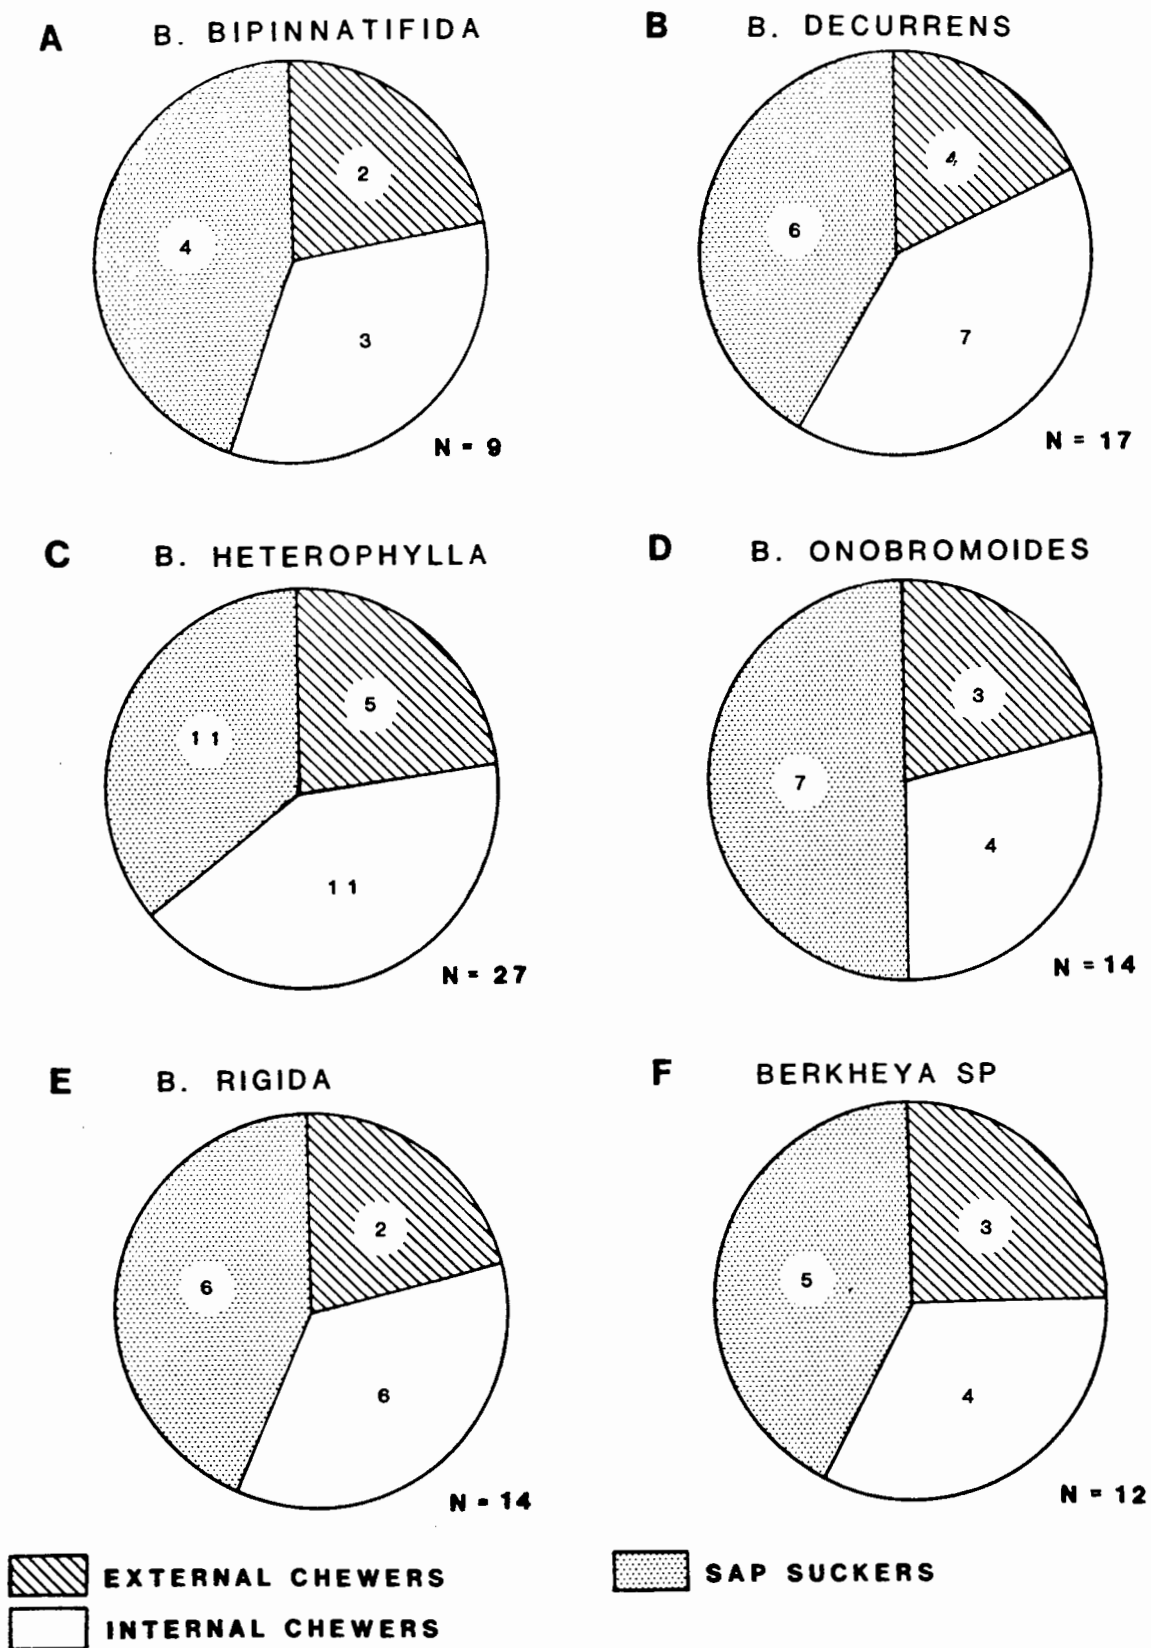 A B. BIPINNATIFIDA
2
4
3
N = 9
B B. DECURRENS
4
6
7
N = 17
C B. HETEROPHYLLA
5
11
11
N = 27
D B. ONOBROMOIDES
3
7
4
N = 14
E B. RIGIDA
2
6
6
N = 14
F BERKHEYA SP
3
5
4
N = 12
EXTERNAL CHEWERS
INTERNAL CHEWERS
SAP SUCKERS